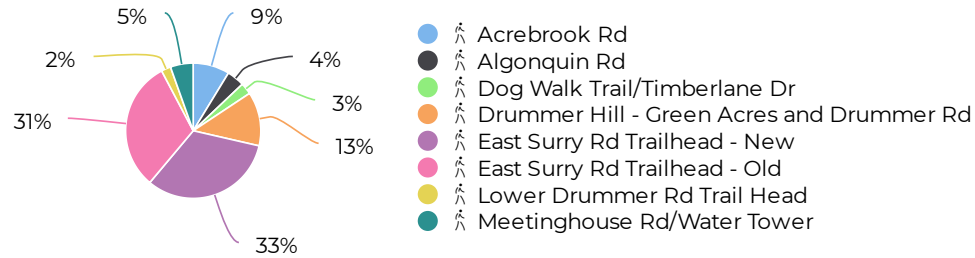 5%
9%
2%
4%
3%
31%
13%
33%
Acrebrook Rd
Algonquin Rd
Dog Walk Trail/Timberlane Dr
Drummer Hill - Green Acres and Drummer Rd
East Surry Rd Trailhead - New
East Surry Rd Trailhead - Old
Lower Drummer Rd Trail Head
Meetinghouse Rd/Water Tower